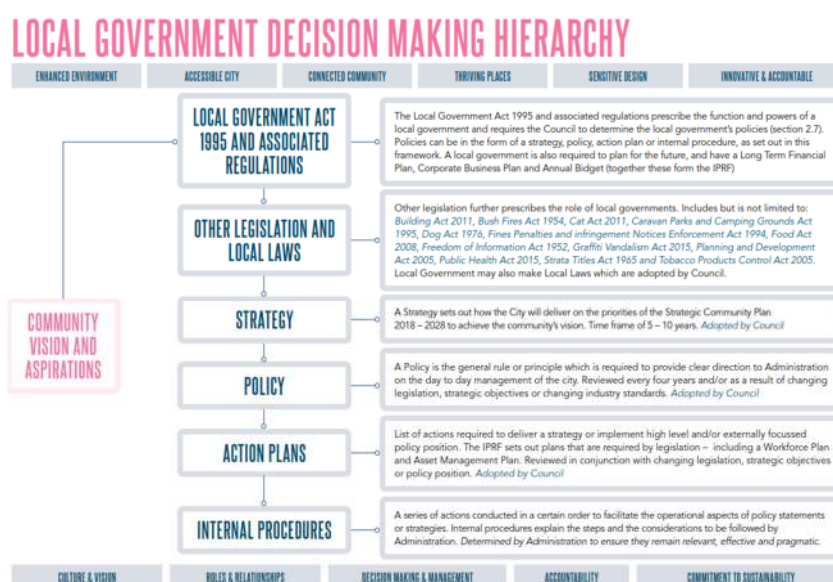 LOCAL GOVERNMENT DECISION MAKING HIERARCHY
ENHANCED ENVIRONMENT
ACCESSIBLE CITY
CONNECTED COMMUNITY
THRIVING PLACES
SENSITIVE DESIGN
INNOVATIVE & ACCOUNTABLE
COMMUNITY
VISION AND
ASPIRATIONS
LOCAL GOVERNMENT ACT
1995 AND ASSOCIATED
REGULATIONS
The Local Government Act 1995 and associated regulations prescribe the function and powers of a
local government and requires the Council to determine the local government's policies (section 2.7).
Policies can be in the form of a strategy, policy, action plan or internal procedure, as set out in this
framework. A local government is also required to plan for the future, and have a Long Term Financial
Plan, Corporate Business Plan and Annual Budget (together these form the IPRF)
OTHER LEGISLATION AND
LOCAL LAWS
Other legislation further prescribes the role of local governments. Includes but is not limited to:
Building Act 2011, Bush Fires Act 1954, Cat Act 2011, Caravan Parks and Camping Grounds Act
1995, Dog Act 1976, Fines Penalties and infringement Notices Enforcement Act 1994, Food Act
2008, Freedom of Information Act 1952, Graffiti Vandalism Act 2015, Planning and Development
Act 2005, Public Health Act 2015, Strata Titles Act 1965 and Tobacco Products Control Act 2005.
Local Government may also make Local Laws which are adopted by Council.
STRATEGY
A Strategy sets out how the City will deliver on the priorities of the Strategic Community Plan
2018 – 2028 to achieve the community's vision. Time frame of 5 – 10 years. Adopted by Council
POLICY
A Policy is the general rule or principle which is required to provide clear direction to Administration
on the day to day management of the city. Reviewed every four years and/or as a result of changing
legislation, strategic objectives or changing industry standards. Adopted by Council
ACTION PLANS
List of actions required to deliver a strategy or implement high level and/or externally focussed
policy position. The IPRF sets out plans that are required by legislation – including a Workforce Plan
and Asset Management Plan. Reviewed in conjunction with changing legislation, strategic objectives
or policy position. Adopted by Council
INTERNAL PROCEDURES
A series of actions conducted in a certain order to facilitate the operational aspects of policy statements
or strategies. Internal procedures explain the steps and the considerations to be followed by
Administration. Determined by Administration to ensure they remain relevant, effective and pragmatic.
CULTURE & VISION
ROLES & RELATIONSHIPS
DECISION MAKING & MANAGEMENT
ACCOUNTABILITY
COMMITMENT TO SUSTAINABILITY